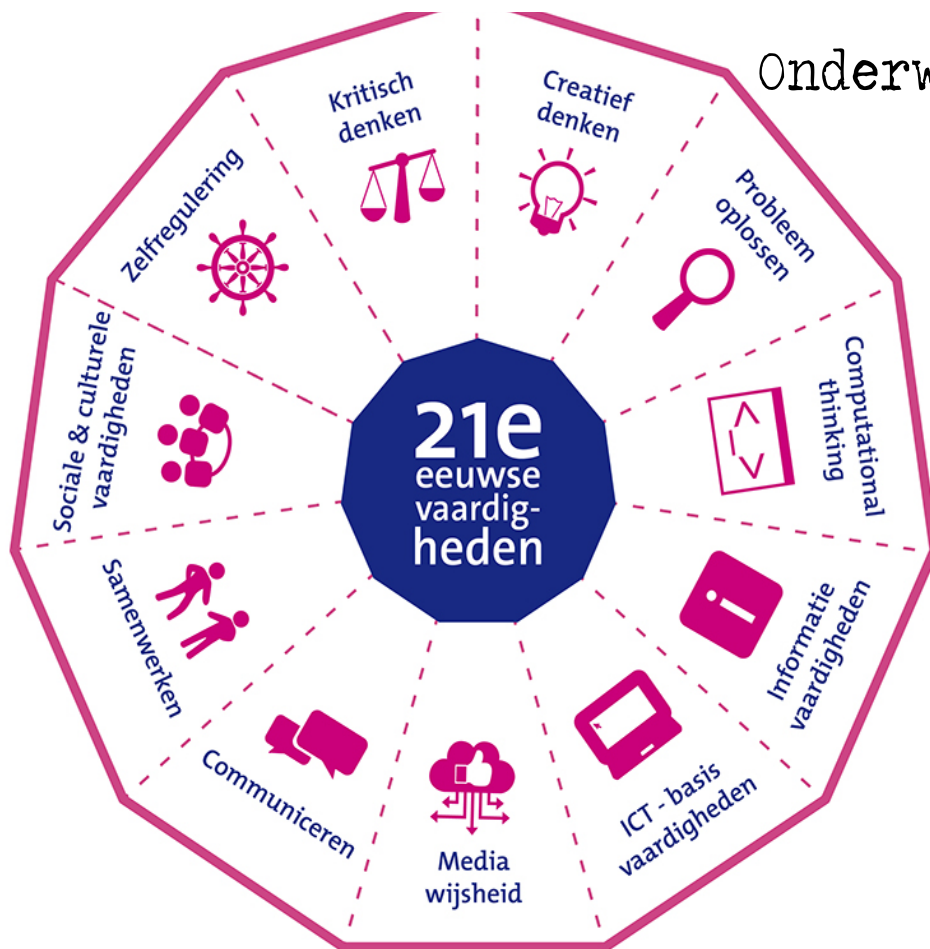 Onderw
Kritisch
denken
Creatief
denken
Probleem
oplossen
Computational
thinking
Informatie
vaardigheden
ICT - basis
vaardigheden
Media
wijsheid
Communiceren
Samenwerken
Sociale & culturele
vaardigheden
Zelfregulering
21e
eeuwse
vaardig-
heden